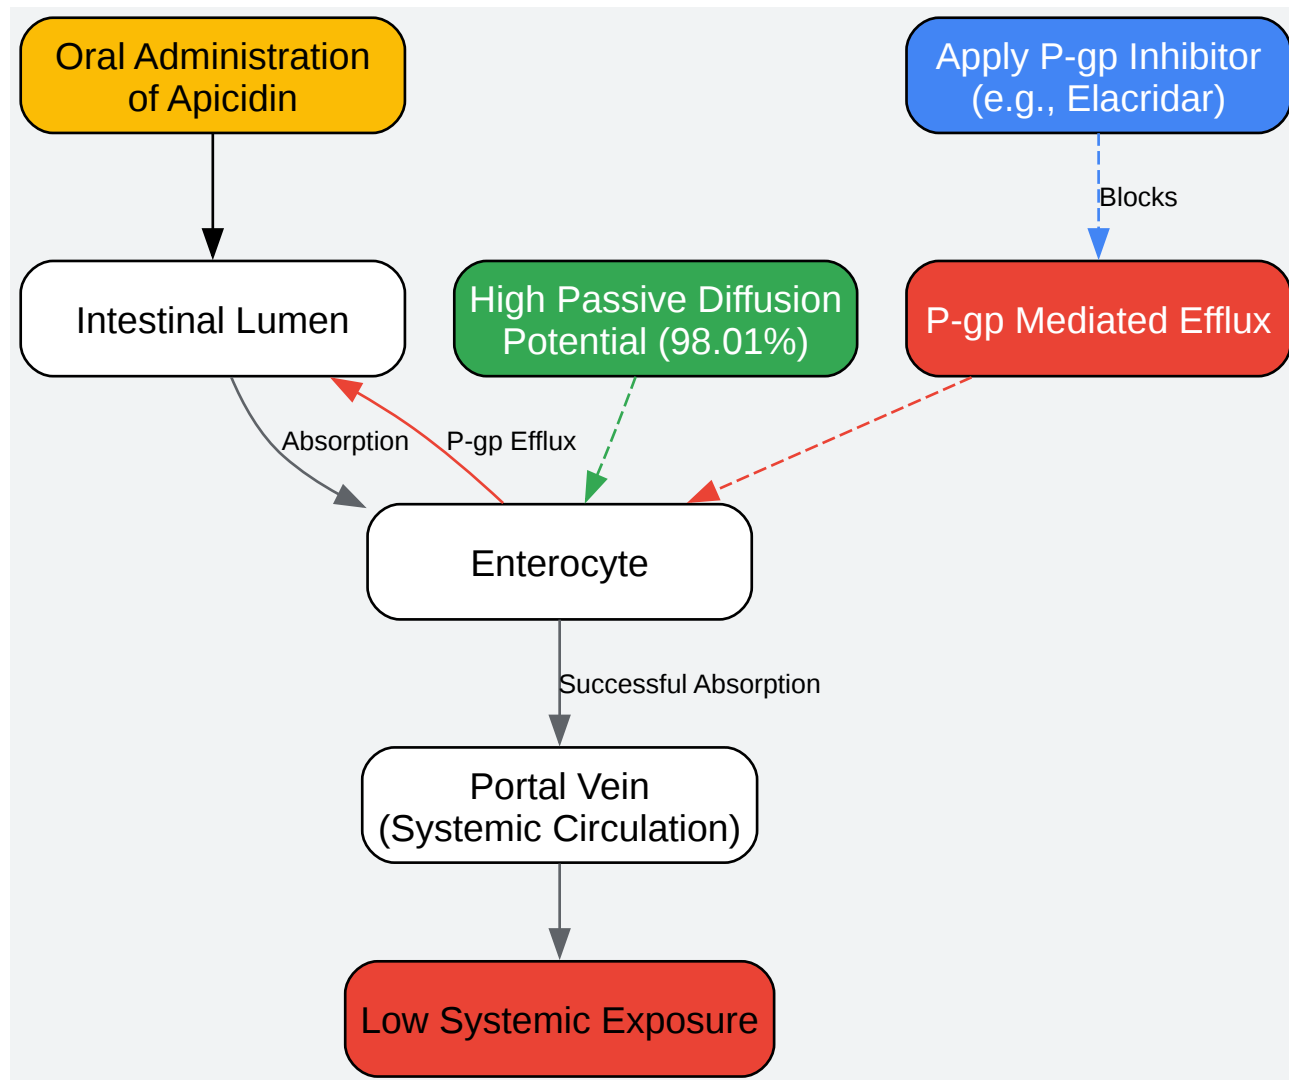 Oral Administration
of Apicidin
Apply P-gp Inhibitor
(e.g., Elacridar)
Blocks
Intestinal Lumen
High Passive Diffusion
Potential (98.01%)
P-gp Mediated Efflux
Absorption
P-gp Efflux
Enterocyte
Successful Absorption
Portal Vein
(Systemic Circulation)
Low Systemic Exposure